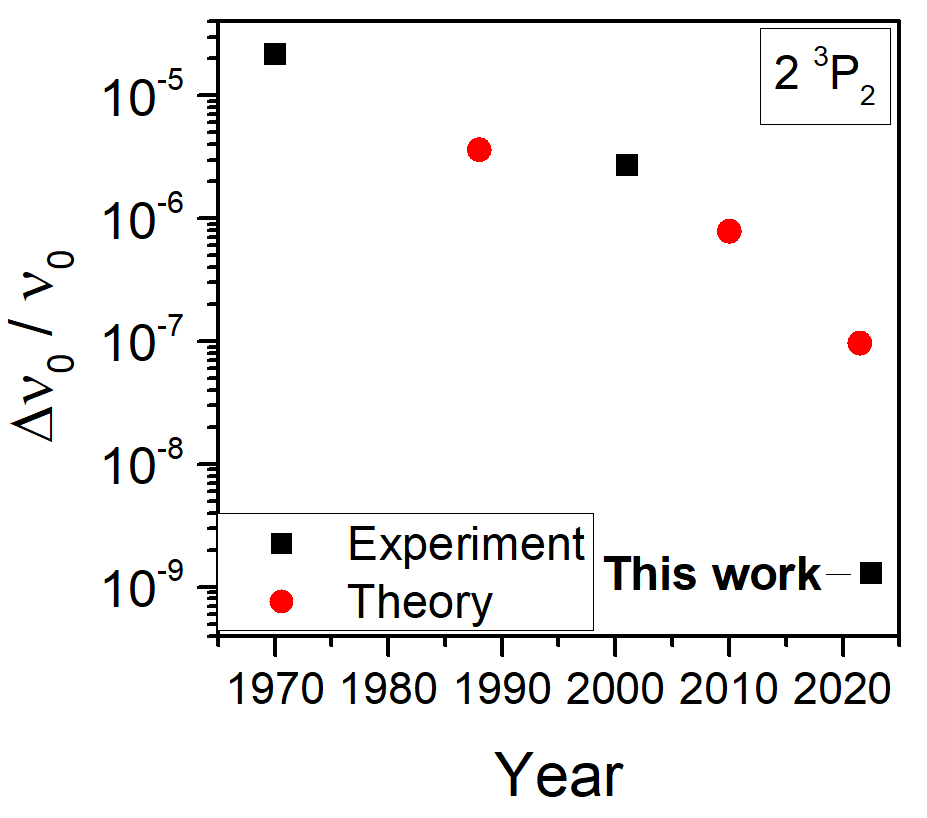 2 ³P₂
10⁻⁵
10⁻⁶
10⁻⁷
10⁻⁸
10⁻⁹
Δν₀ / ν₀
Experiment
Theory
This work
1970 1980 1990 2000 2010 2020
Year